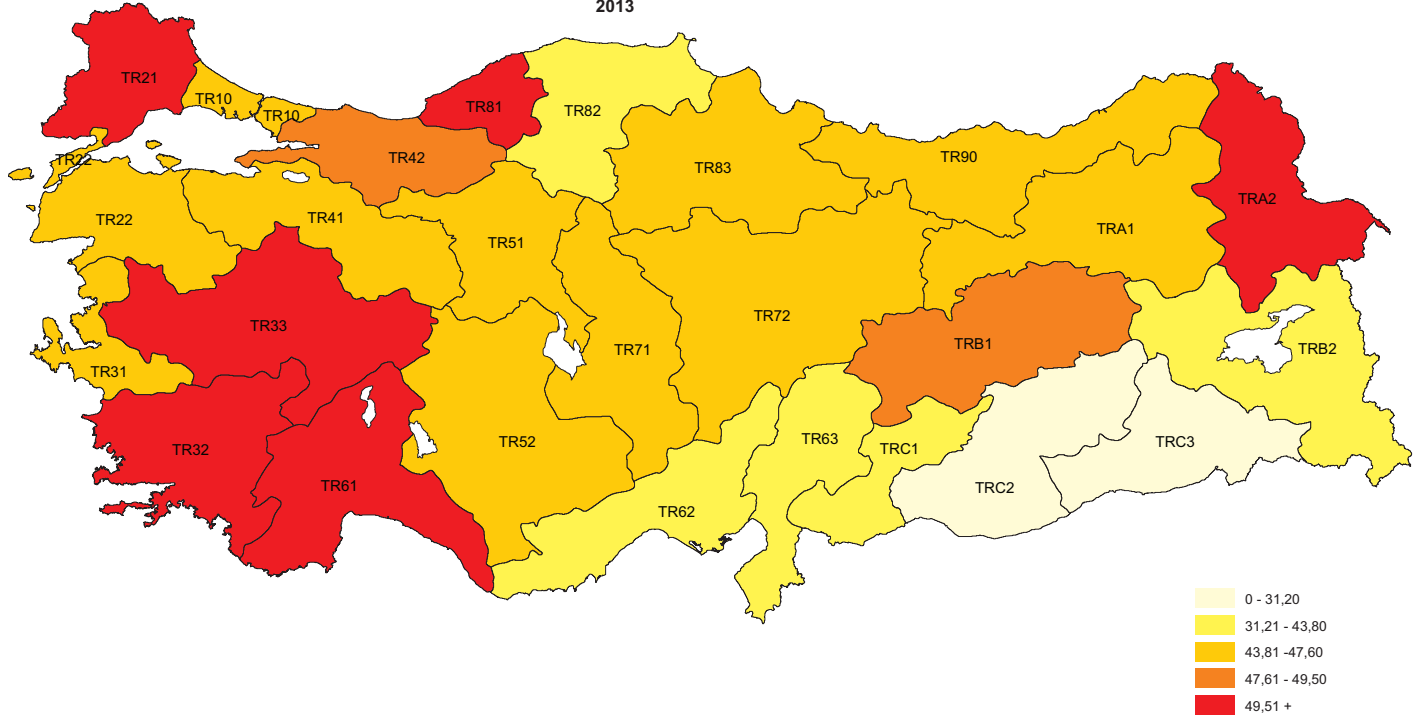 2013
TR21
TR10
TR10
TR81
TR82
TR22
TR42
TR83
TR90
TRA2
TR22
TR41
TR51
TRA1
TR33
TR72
TRB1
TRB2
TR71
TR31
TR32
TR52
TR63
TRC1
TRC3
TR61
TRC2
TR62
0 - 31,20
31,21 - 43,80
43,81 -47,60
47,61 - 49,50
49,51 +